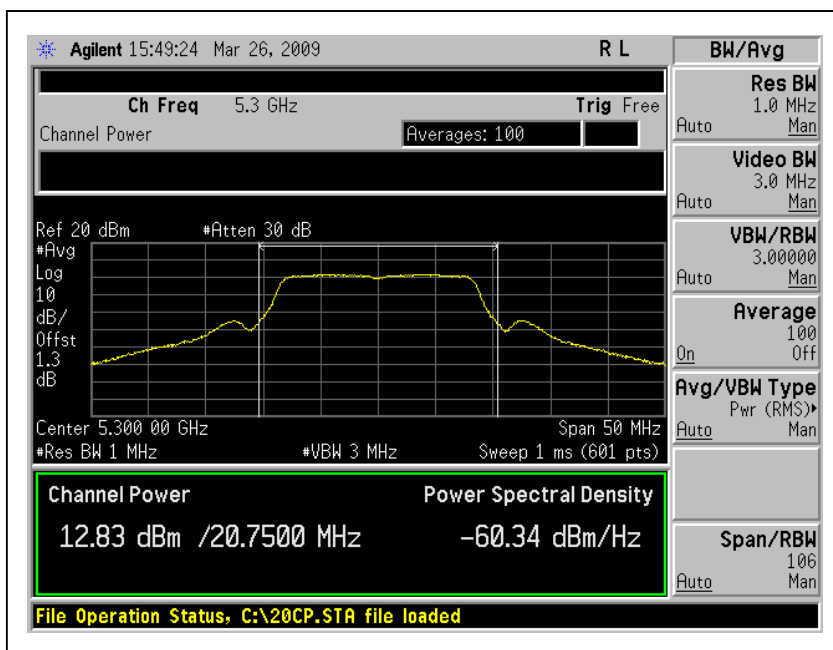 Agilent 15:49:24 Mar 26, 2009 R L
Ch Freq 5.3 GHz Trig Free
Channel Power Averages: 100
Ref 20 dBm #Atten 30 dB
#Avg
Log
10
dB/
Offst
1.3
dB
Center 5.300 00 GHz Span 50 MHz
#Res BW 1 MHz #VBW 3 MHz Sweep 1 ms (601 pts)
Channel Power Power Spectral Density
12.83 dBm /20.7500 MHz -60.34 dBm/Hz
File Operation Status, C:\20CP.STA file loaded
BW/Avg
Res BW
1.0 MHz
Auto Man
Video BW
3.0 MHz
Auto Man
VBW/RBW
3.00000
Auto Man
Average
100
On Off
Avg/VBW Type
Pwr (RMS)▸
Auto Man
Span/RBW
106
Auto Man